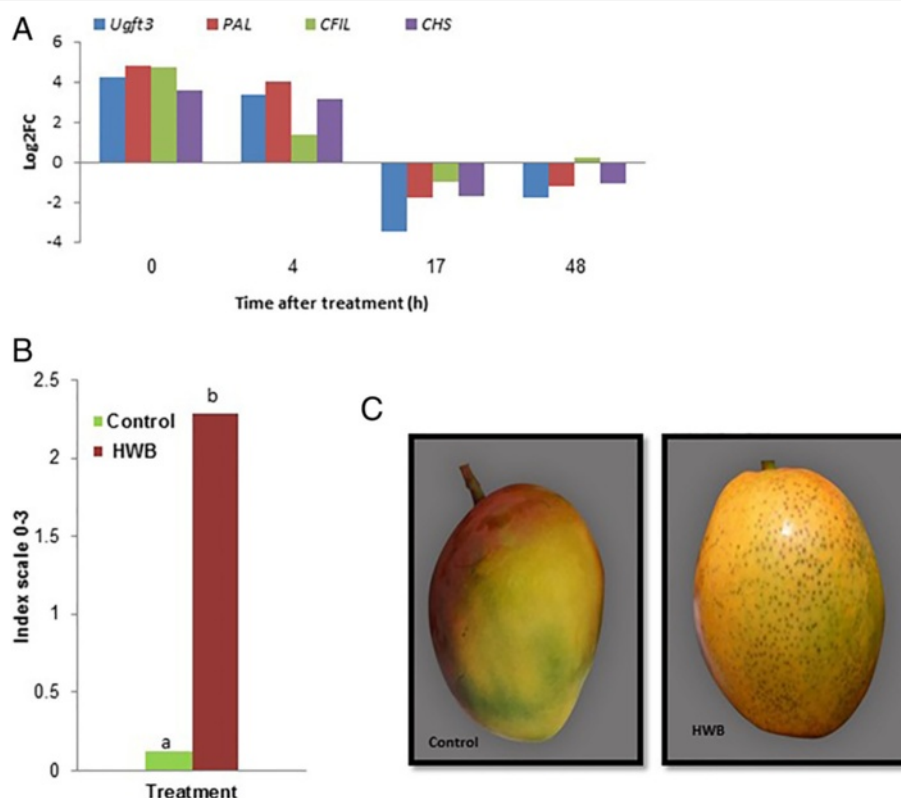 A
Ugft3 PAL CFIL CHS
6
4
2
0
-2
-4
Log2FC
0 4 17 48
Time after treatment (h)
B
2.5
2
1.5
1
0.5
0
Index scale 0-3
Control
HWB
a
b
Treatment
C
Control
HWB